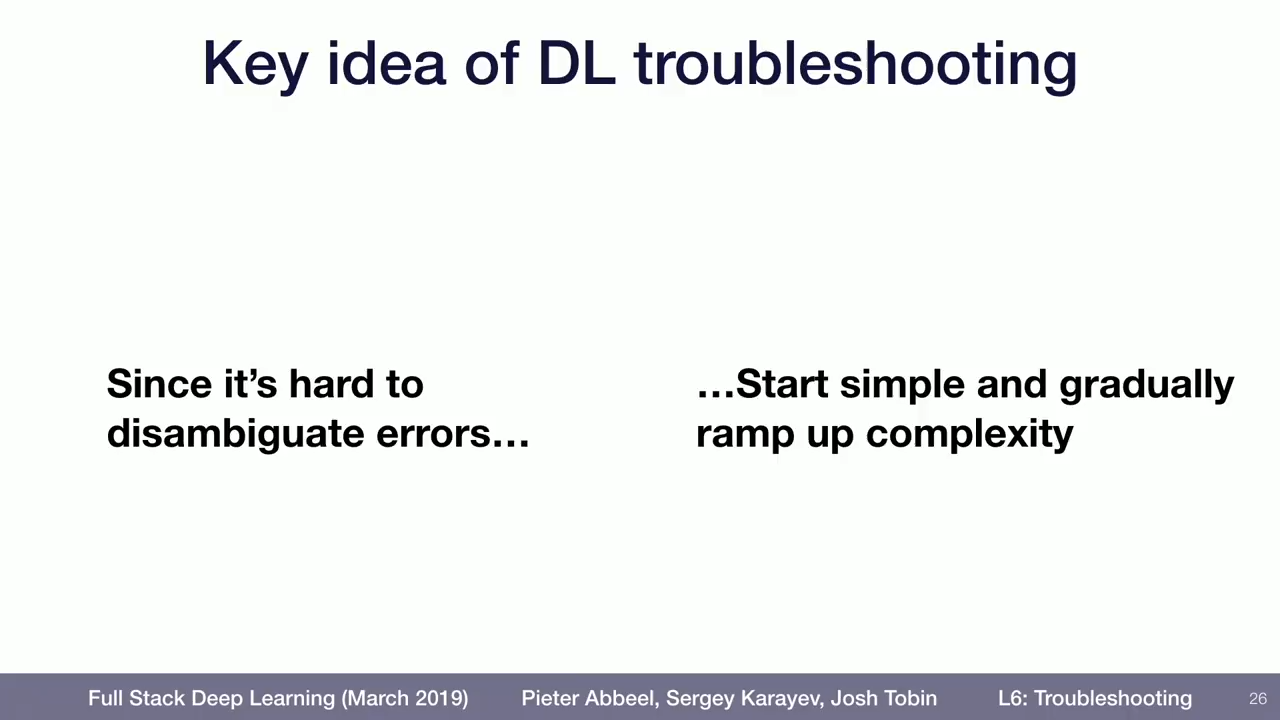 Key idea of DL troubleshooting
Since it’s hard to
disambiguate errors…
…Start simple and gradually
ramp up complexity
Full Stack Deep Learning (March 2019) Pieter Abbeel, Sergey Karayev, Josh Tobin L6: Troubleshooting 26